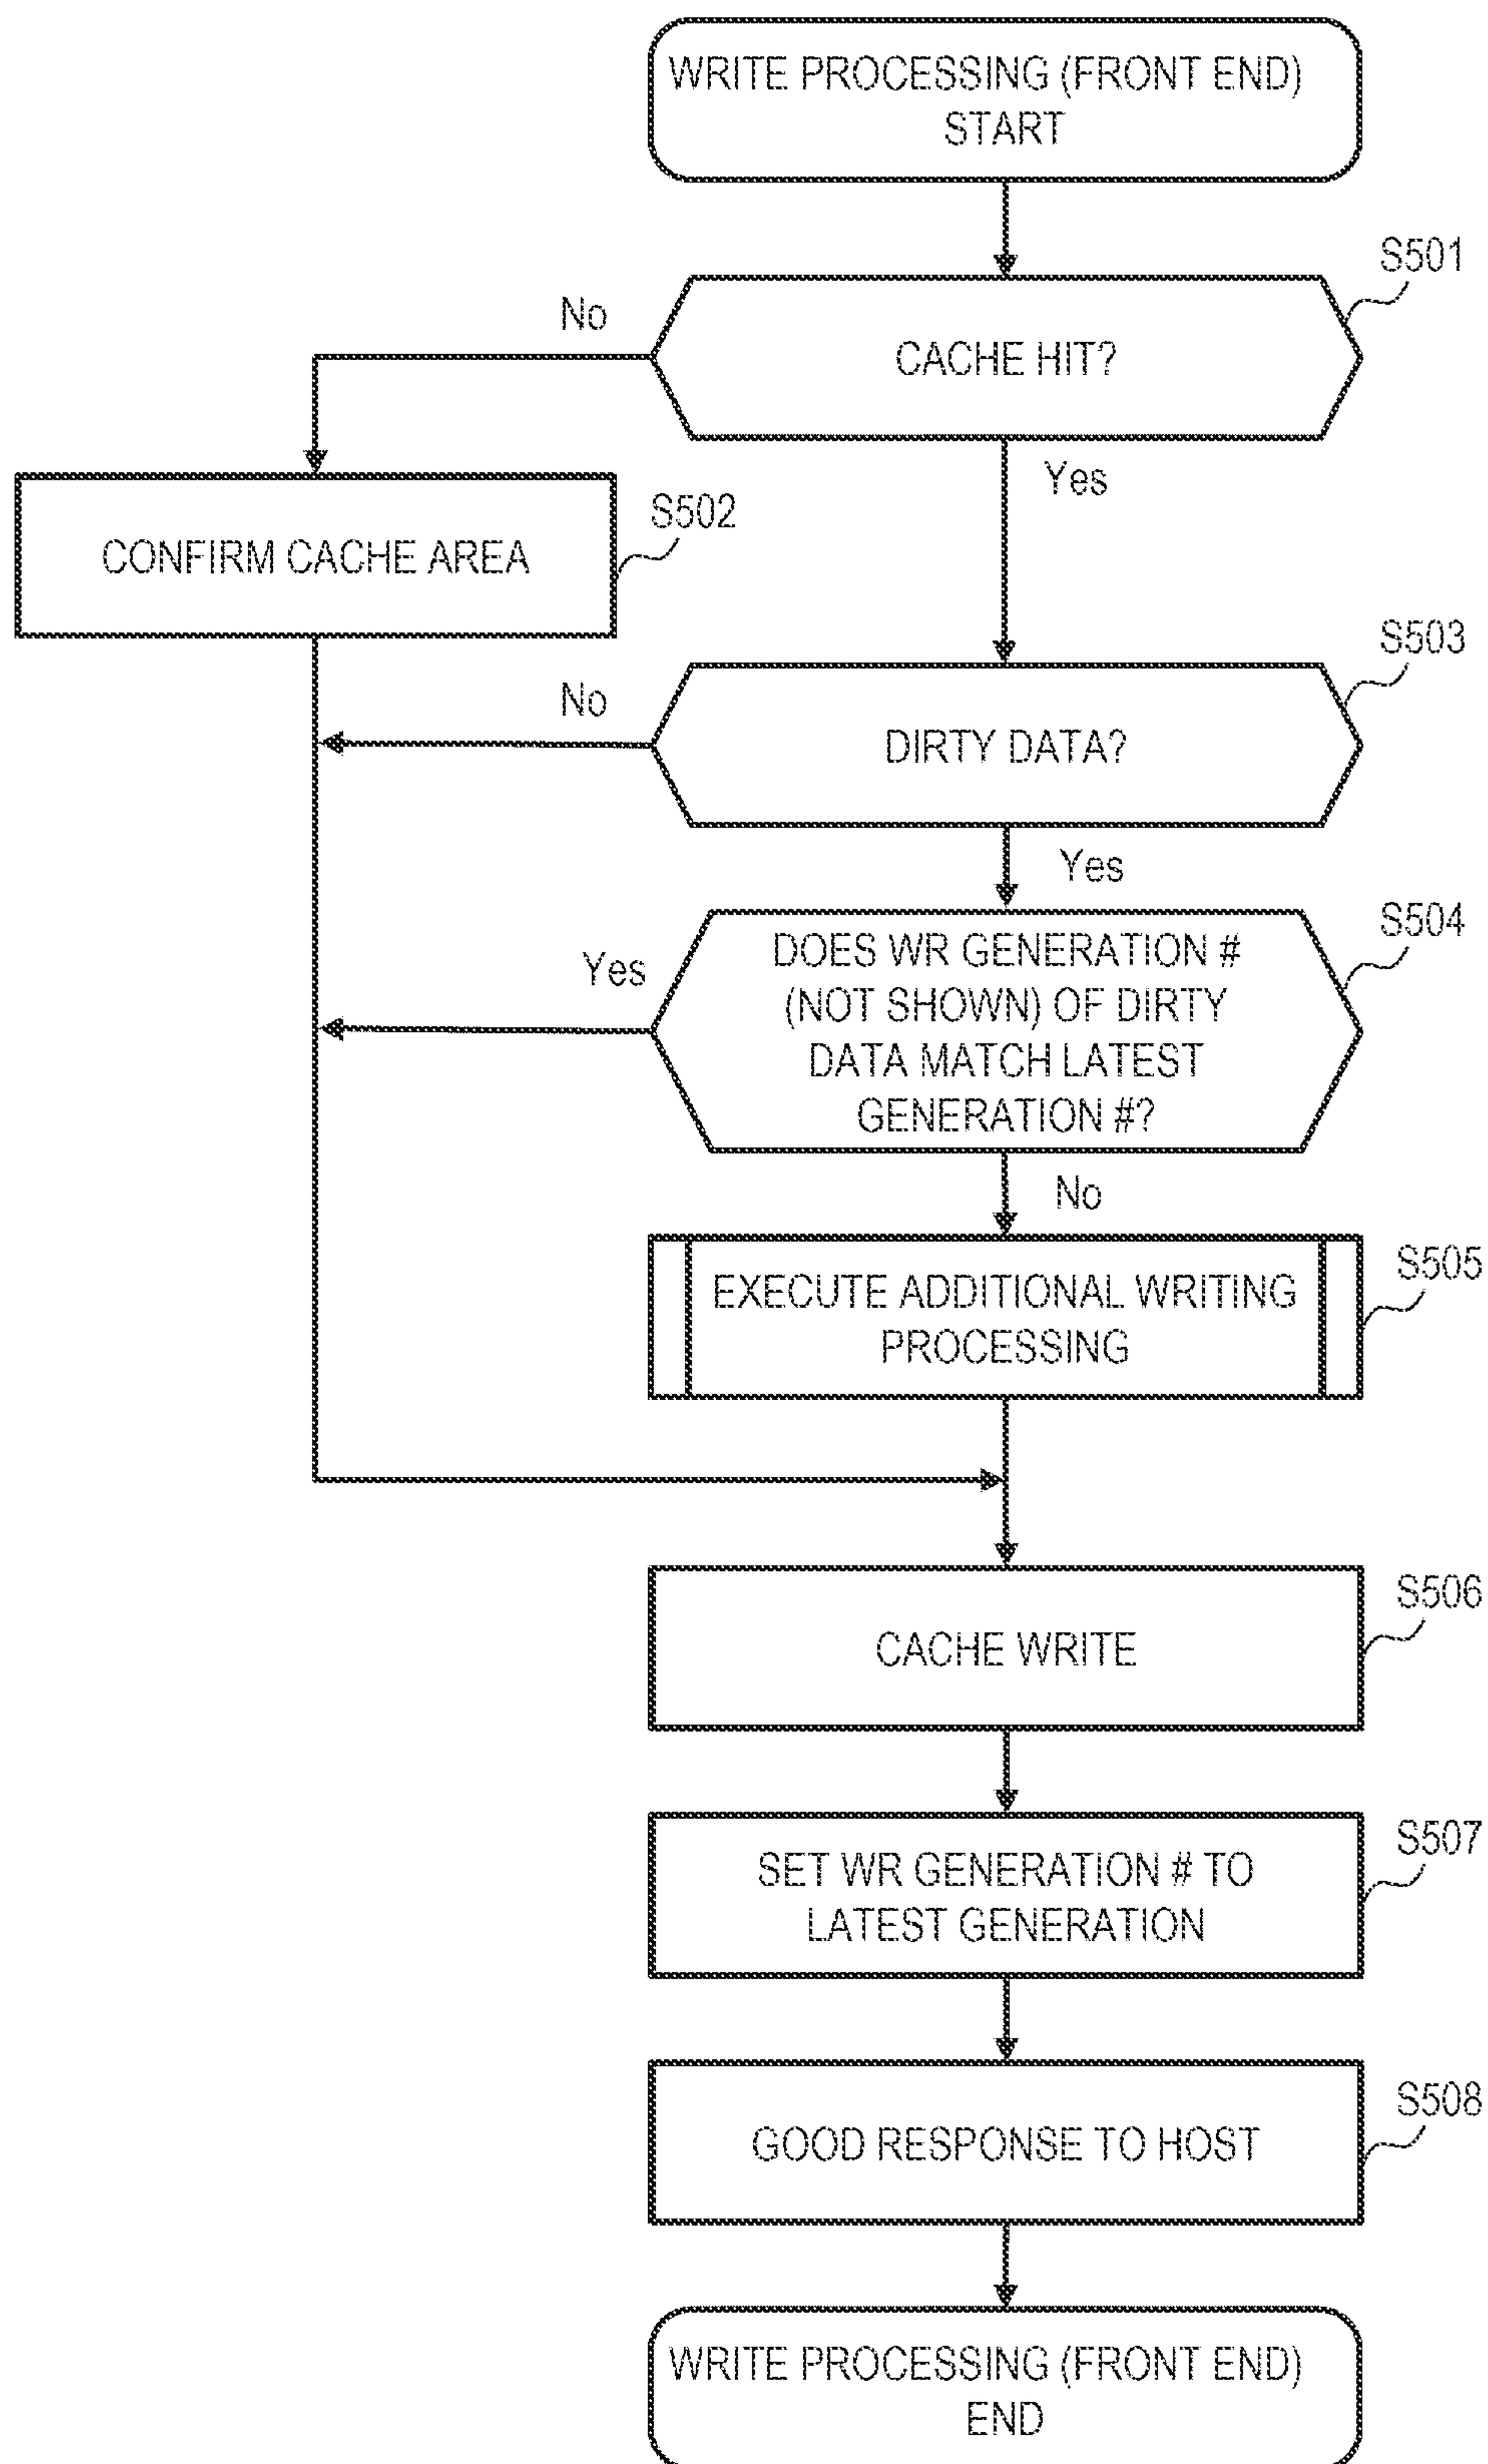 WRITE PROCESSING (FRONT END)
START
S501
No
CACHE HIT?
Yes
S502
CONFIRM CACHE AREA
S503
No
DIRTY DATA?
Yes
S504
Yes
DOES WR GENERATION #
(NOT SHOWN) OF DIRTY
DATA MATCH LATEST
GENERATION #?
No
S505
EXECUTE ADDITIONAL WRITING
PROCESSING
S506
CACHE WRITE
S507
SET WR GENERATION # TO
LATEST GENERATION
S508
GOOD RESPONSE TO HOST
WRITE PROCESSING (FRONT END)
END